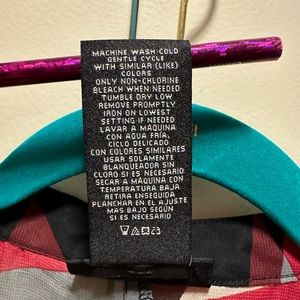 MACHINE WASH COLD
GENTLE CYCLE
WITH SIMILAR (LIKE)
COLORS
ONLY NON-CHLORINE
BLEACH WHEN NEEDED
TUMBLE DRY LOW
REMOVE PROMPTLY
IRON ON LOWEST
SETTING IF NEEDED
LAVAR A MÁQUINA
CON AGUA FRÍA,
CICLO DELICADO
CON COLORES SIMILARES
USAR SOLAMENTE
BLANQUEADOR SIN
CLORO SI ES NECESARIO
SECAR A MÁQUINA CON
TEMPERATURA BAJA
RETIRA ENSEGUIDA
PLANCHAR EN EL AJUSTE
MAS BAJO SEGUN
SI ES NECESARIO